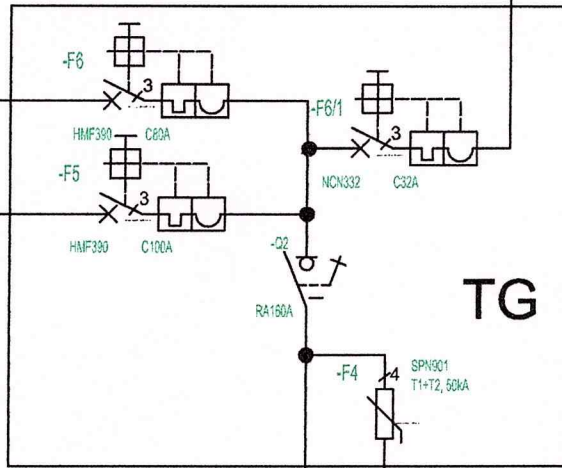 -F6
3
HMF390 C80A
-F6/1
3
NCN332 C32A
-F5
3
HMF390 C100A
-Q2
RA160A
TG
-F4
4
SPN901
T1+T2, 50kA